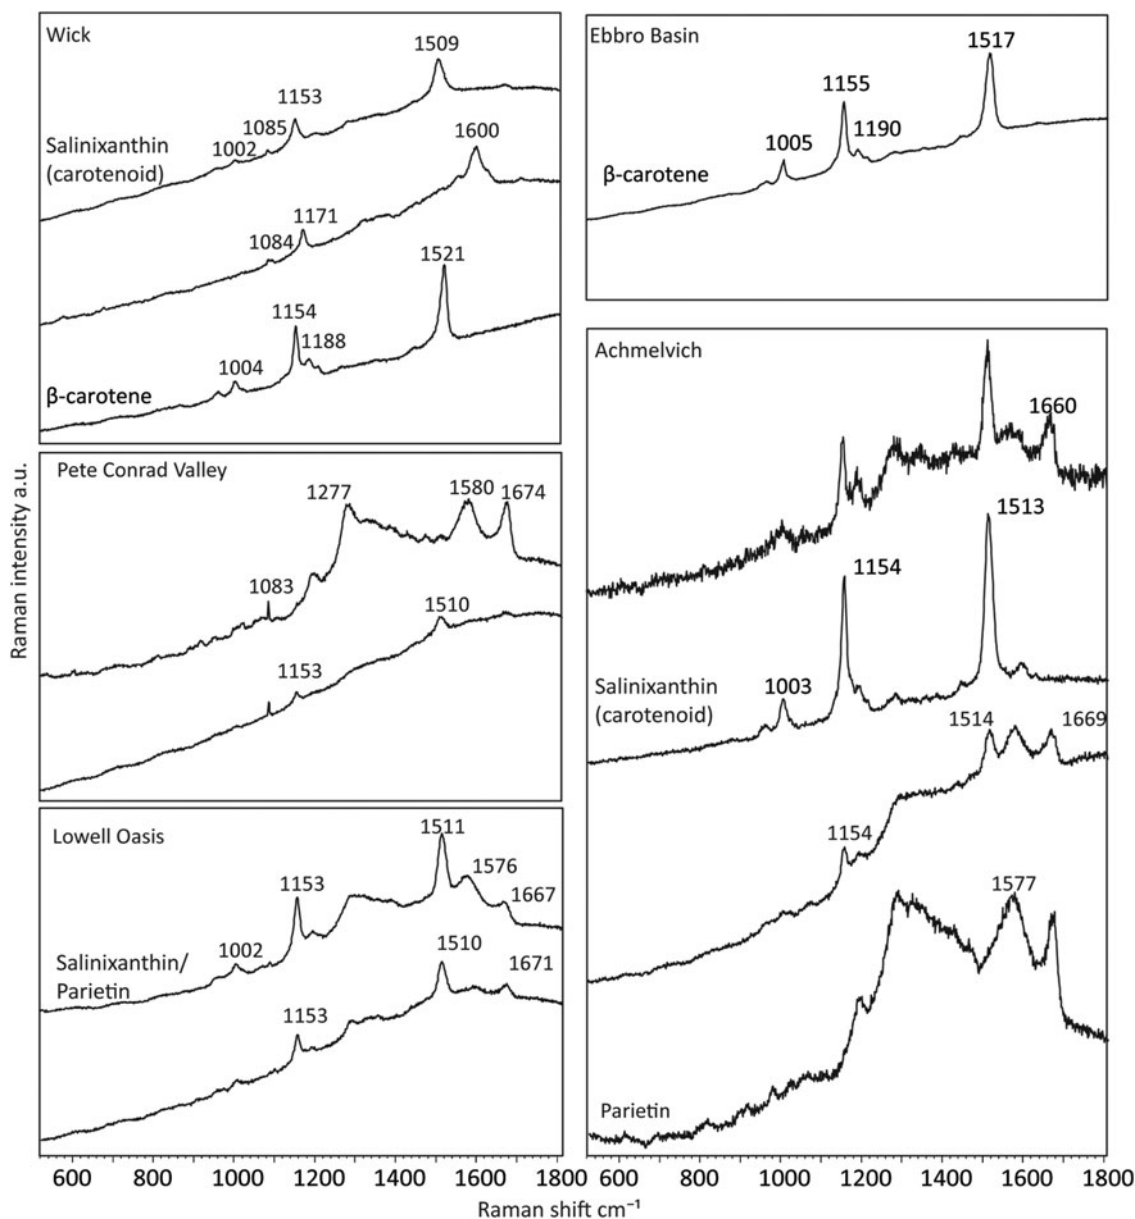 Wick
1509
1153
1085
1002
Salinixanthin
(carotenoid)
1600
1171
1084
1521
1154
1188
1004
β-carotene
Pete Conrad Valley
1277
1580
1674
1083
1510
1153
Lowell Oasis
1511
1576
1153
1667
1002
1510
Salinixanthin/
Parietin
1671
1153
600 800 1000 1200 1400 1600 1800
Ebbro Basin
1517
1155
1190
1005
β-carotene
Achmelvich
1660
1513
1154
1003
Salinixanthin
(carotenoid)
1514
1669
1154
1577
Parietin
600 800 1000 1200 1400 1600 1800
Raman intensity a.u.
Raman shift cm⁻¹